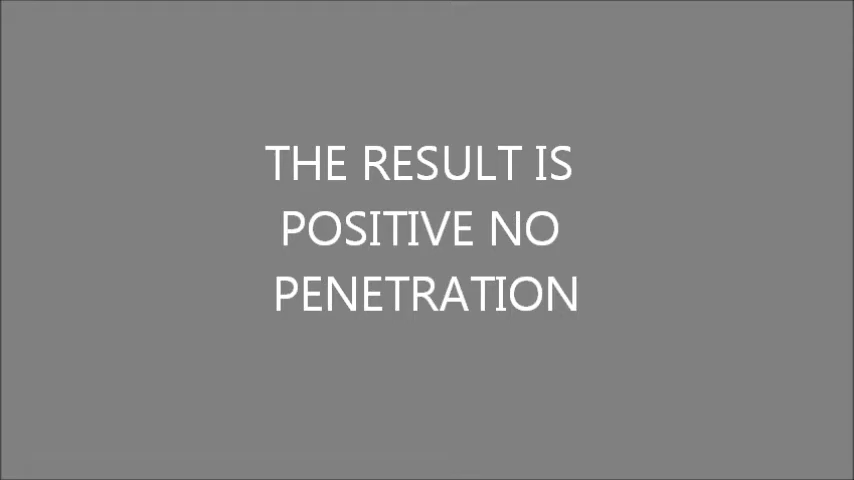 THE RESULT IS
POSITIVE NO
PENETRATION